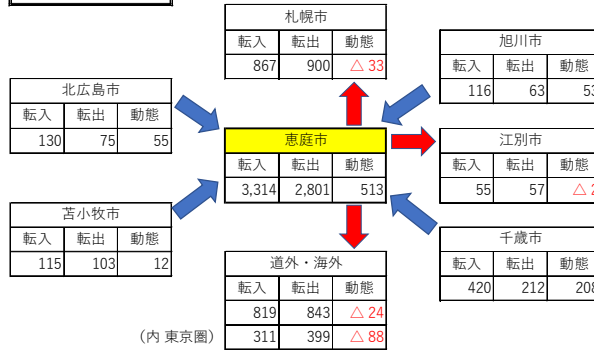 札幌市
転入 転出 動態
867 900 △ 33
旭川市
転入 転出 動態
116 63 53
北広島市
転入 転出 動態
130 75 55
恵庭市
転入 転出 動態
3,314 2,801 513
江別市
転入 転出 動態
55 57 △ 2
苫小牧市
転入 転出 動態
115 103 12
千歳市
転入 転出 動態
420 212 208
道外・海外
転入 転出 動態
819 843 △ 24
(内 東京圏) 311 399 △ 88